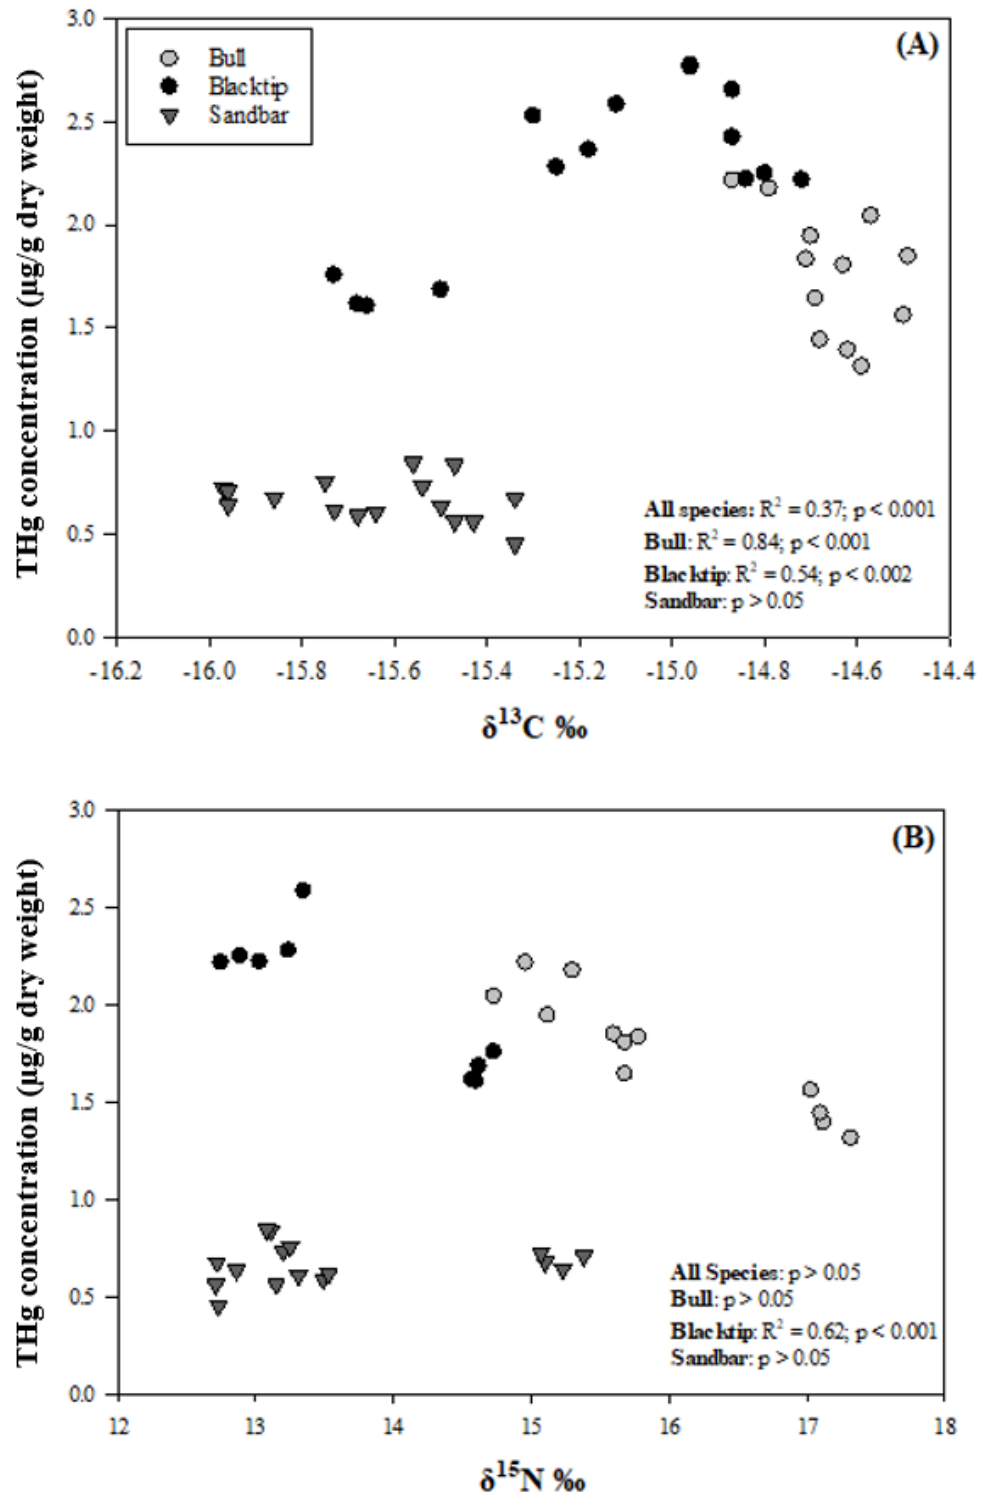 3.0
(A)
Bull
Blacktip
Sandbar
2.5
2.0
1.5
1.0
0.5
0.0
THg concentration (µg/g dry weight)
All species: R² = 0.37; p < 0.001
Bull: R² = 0.84; p < 0.001
Blacktip: R² = 0.54; p < 0.002
Sandbar: p > 0.05
-16.2 -16.0 -15.8 -15.6 -15.4 -15.2 -15.0 -14.8 -14.6 -14.4
δ¹³C ‰
3.0
(B)
2.5
2.0
1.5
1.0
0.5
0.0
THg concentration (µg/g dry weight)
All Species: p > 0.05
Bull: p > 0.05
Blacktip: R² = 0.62; p < 0.001
Sandbar: p > 0.05
12 13 14 15 16 17 18
δ¹⁵N ‰